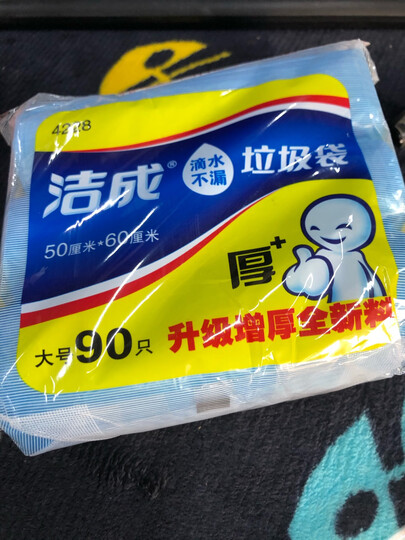 4228
洁成®
滴水
不漏
垃圾袋
50厘米*60厘米
厚+
大号90只
升级增厚全新料